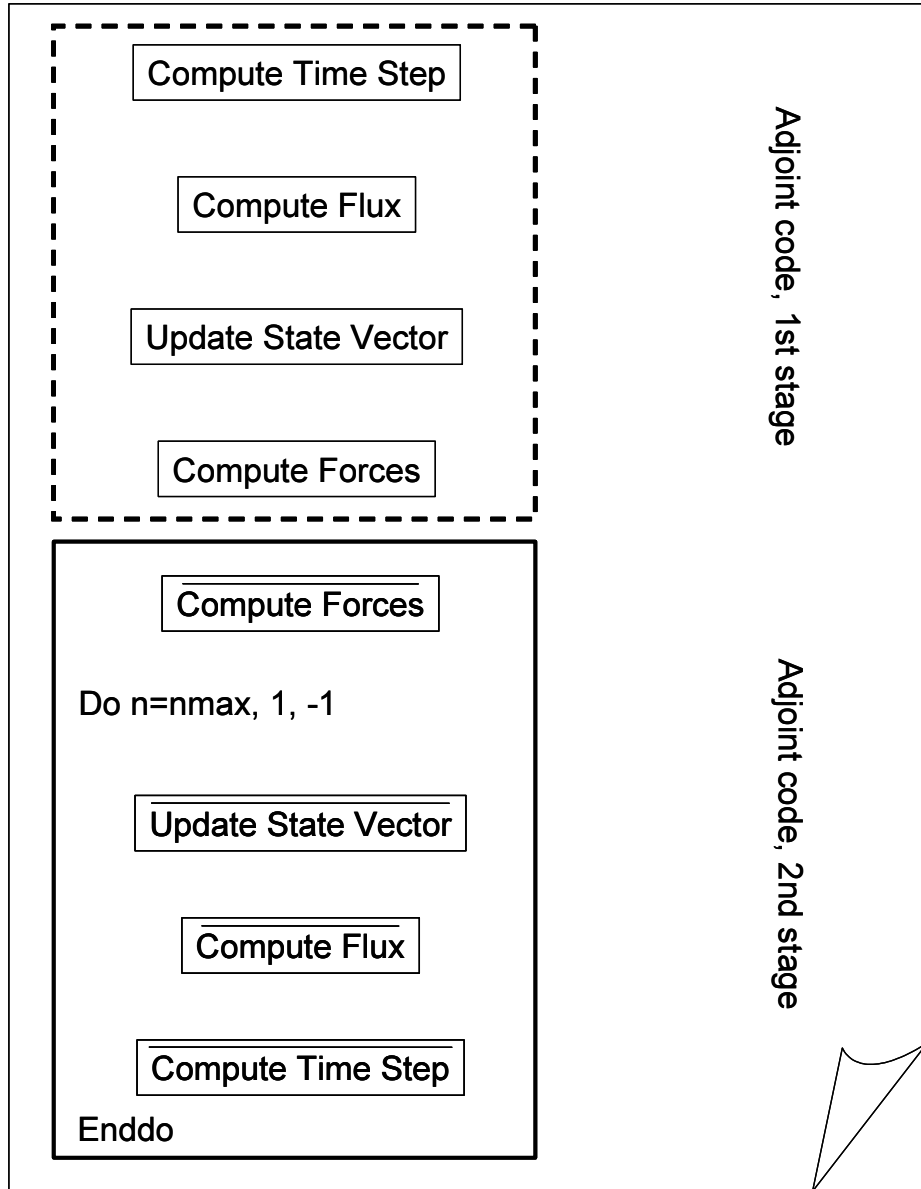 Compute Time Step
Compute Flux
Update State Vector
Compute Forces
Adjoint code, 1st stage
Compute Forces
Do n=nmax, 1, -1
Update State Vector
Compute Flux
Compute Time Step
Enddo
Adjoint code, 2nd stage